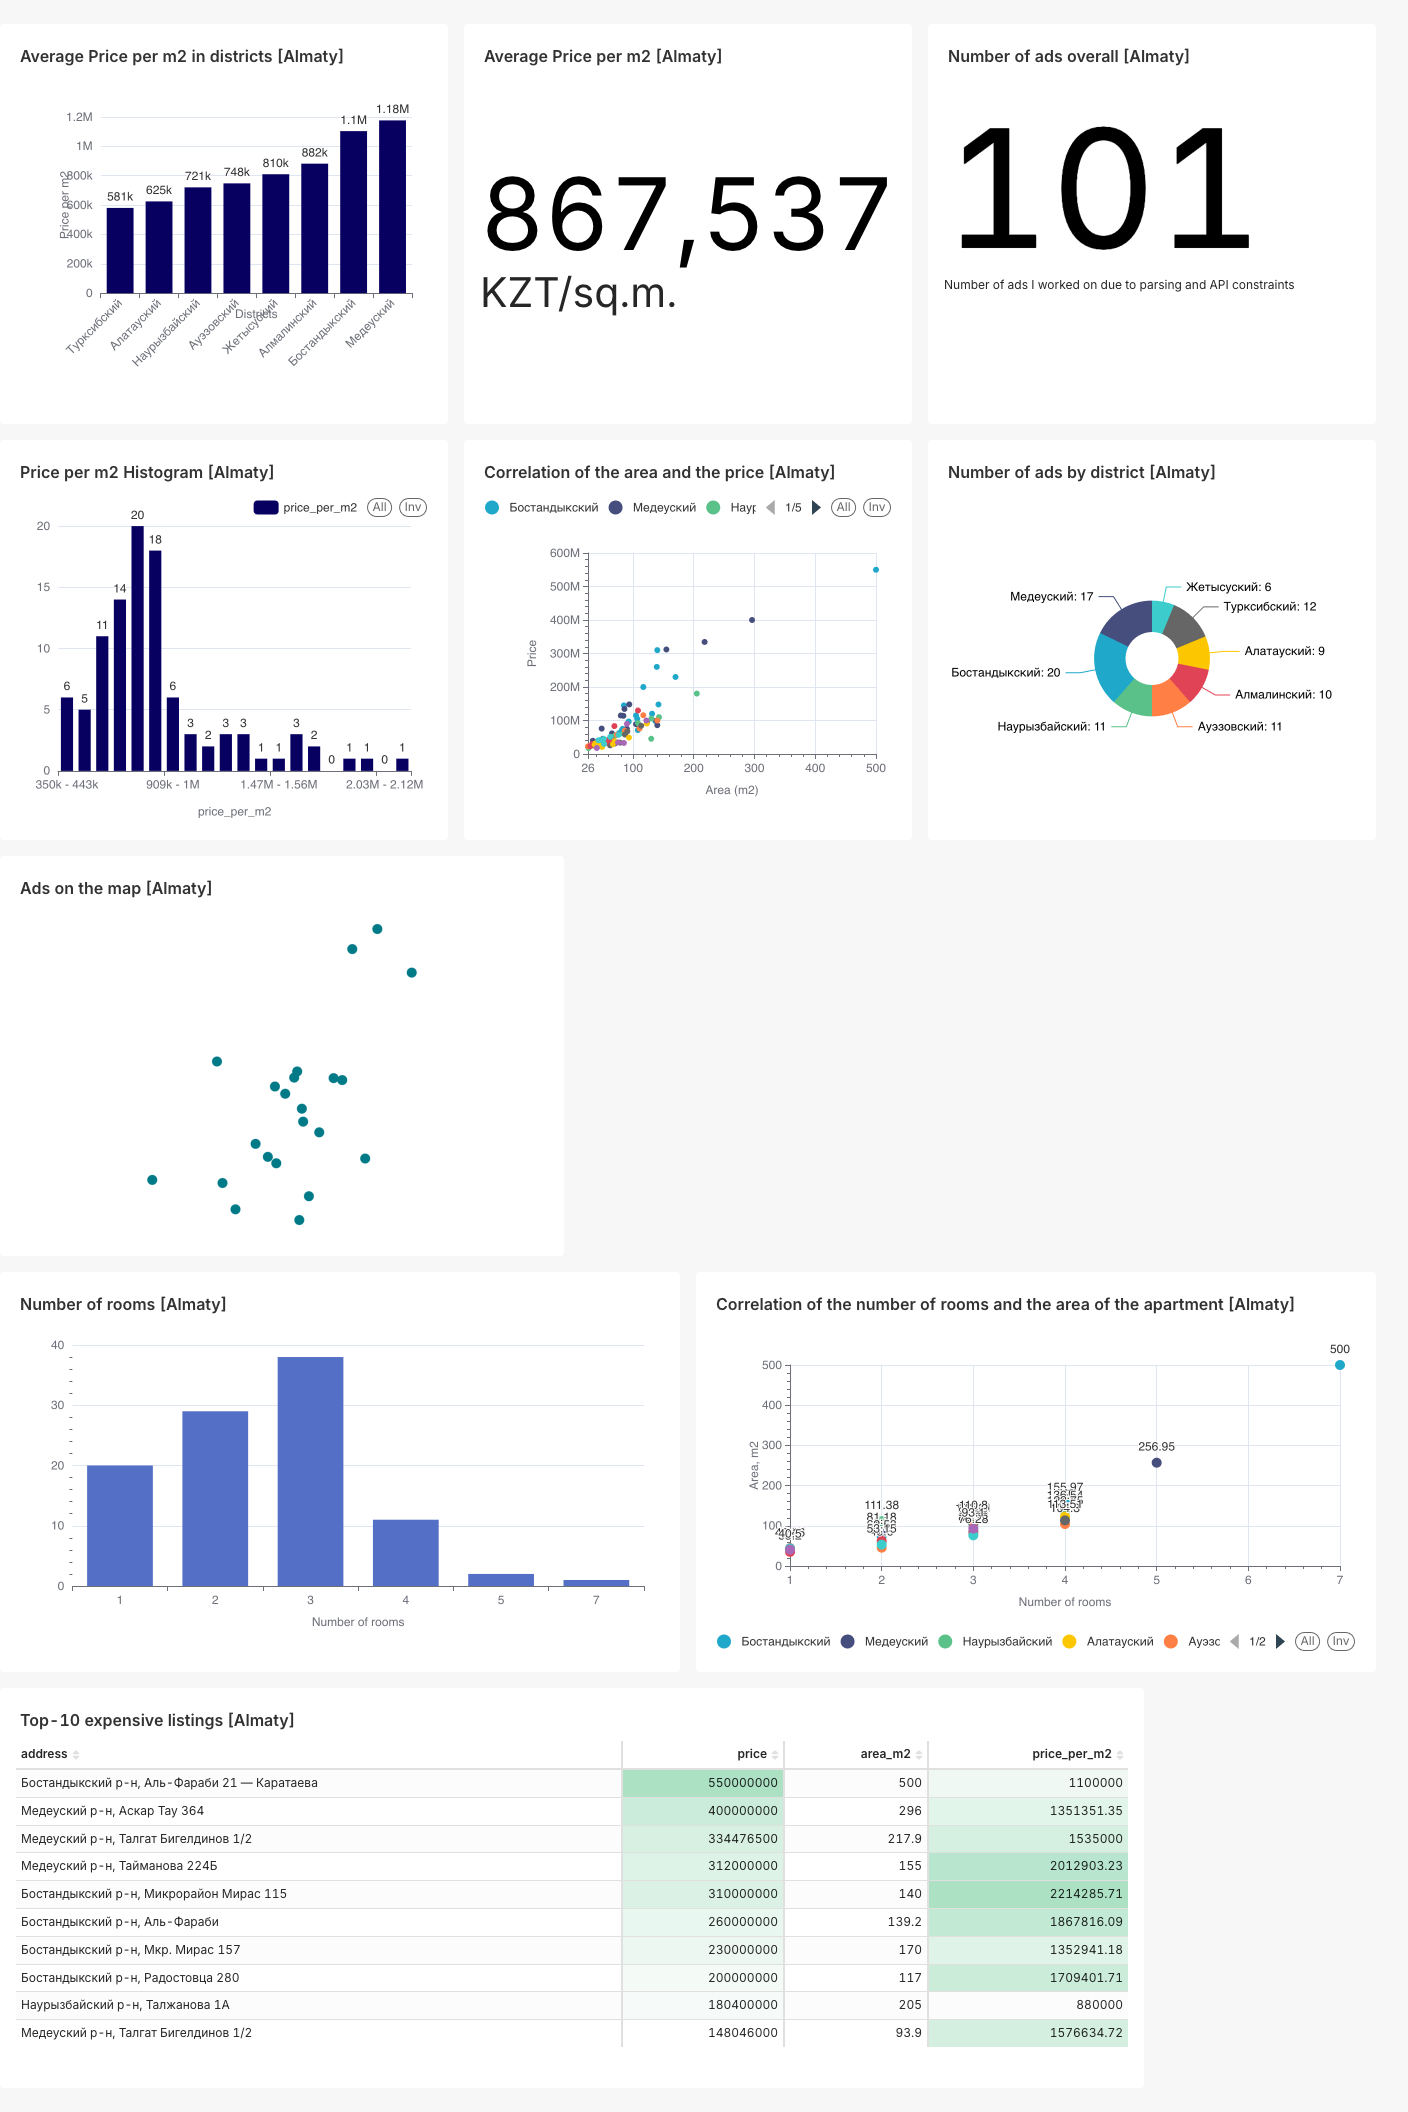 Average Price per m2 in districts [Almaty]
1.2M
1M
800k
600k
400k
200k
0
Price per m2
581k
625k
721k
748k
810k
882k
1.1M
1.18M
Турксибский
Алатауский
Наурызбайский
Ауэзовский
Жетысуский
Алмалинский
Бостандыкский
Медеуский
Districts
Average Price per m2 [Almaty]
867,537
KZT/sq.m.
Number of ads overall [Almaty]
101
Number of ads I worked on due to parsing and API constraints
Price per m2 Histogram [Almaty]
price_per_m2
All
Inv
20
15
10
5
0
6
5
11
14
20
18
6
3
2
3
3
1
1
3
2
0
1
1
0
1
350k - 443k
909k - 1M
1.47M - 1.56M
2.03M - 2.12M
price_per_m2
Correlation of the area and the price [Almaty]
Бостандыкский
Медеуский
Наур
1/5
All
Inv
600M
500M
400M
300M
200M
100M
0
Price
26
100
200
300
400
500
Area (m2)
Number of ads by district [Almaty]
Жетысуский: 6
Турксибский: 12
Алатауский: 9
Алмалинский: 10
Ауэзовский: 11
Наурызбайский: 11
Бостандыкский: 20
Медеуский: 17
Ads on the map [Almaty]
Number of rooms [Almaty]
40
30
20
10
0
1
2
3
4
5
7
Number of rooms
Correlation of the number of rooms and the area of the apartment [Almaty]
500
400
300
200
100
0
Area, m2
111.38
81.18
53.15
110.8
76.28
155.97
113.51
256.95
500
1
2
3
4
5
6
7
Number of rooms
Бостандыкский
Медеуский
Наурызбайский
Алатауский
Ауэзс
1/2
All
Inv
Top-10 expensive listings [Almaty]
address price area_m2 price_per_m2
Бостандыкский р-н, Аль-Фараби 21 — Каратаева 550000000 500 1100000
Медеуский р-н, Аскар Тау 364 400000000 296 1351351.35
Медеуский р-н, Талгат Бигелдинов 1/2 334476500 217.9 1535000
Медеуский р-н, Тайманова 224Б 312000000 155 2012903.23
Бостандыкский р-н, Микрорайон Мирас 115 310000000 140 2214285.71
Бостандыкский р-н, Аль-Фараби 260000000 139.2 1867816.09
Бостандыкский р-н, Мкр. Мирас 157 230000000 170 1352941.18
Бостандыкский р-н, Радостовца 280 200000000 117 1709401.71
Наурызбайский р-н, Талжанова 1А 180400000 205 880000
Медеуский р-н, Талгат Бигелдинов 1/2 148046000 93.9 1576634.72